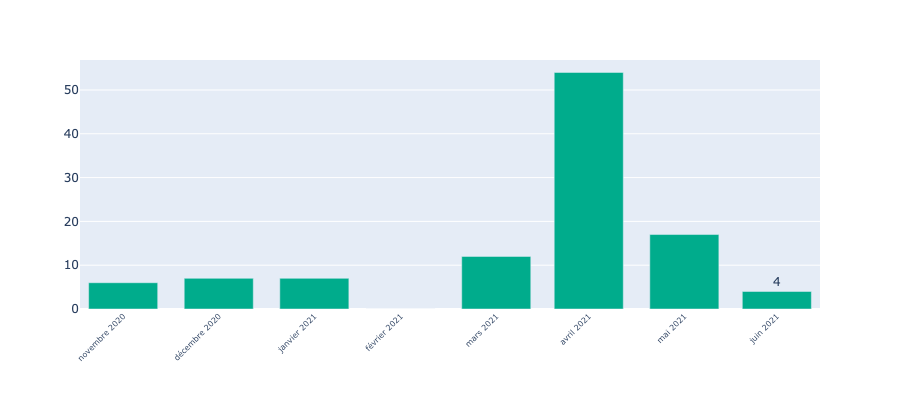 50
40
30
20
10
0
4
novembre 2020
décembre 2020
janvier 2021
février 2021
mars 2021
avril 2021
mai 2021
juin 2021